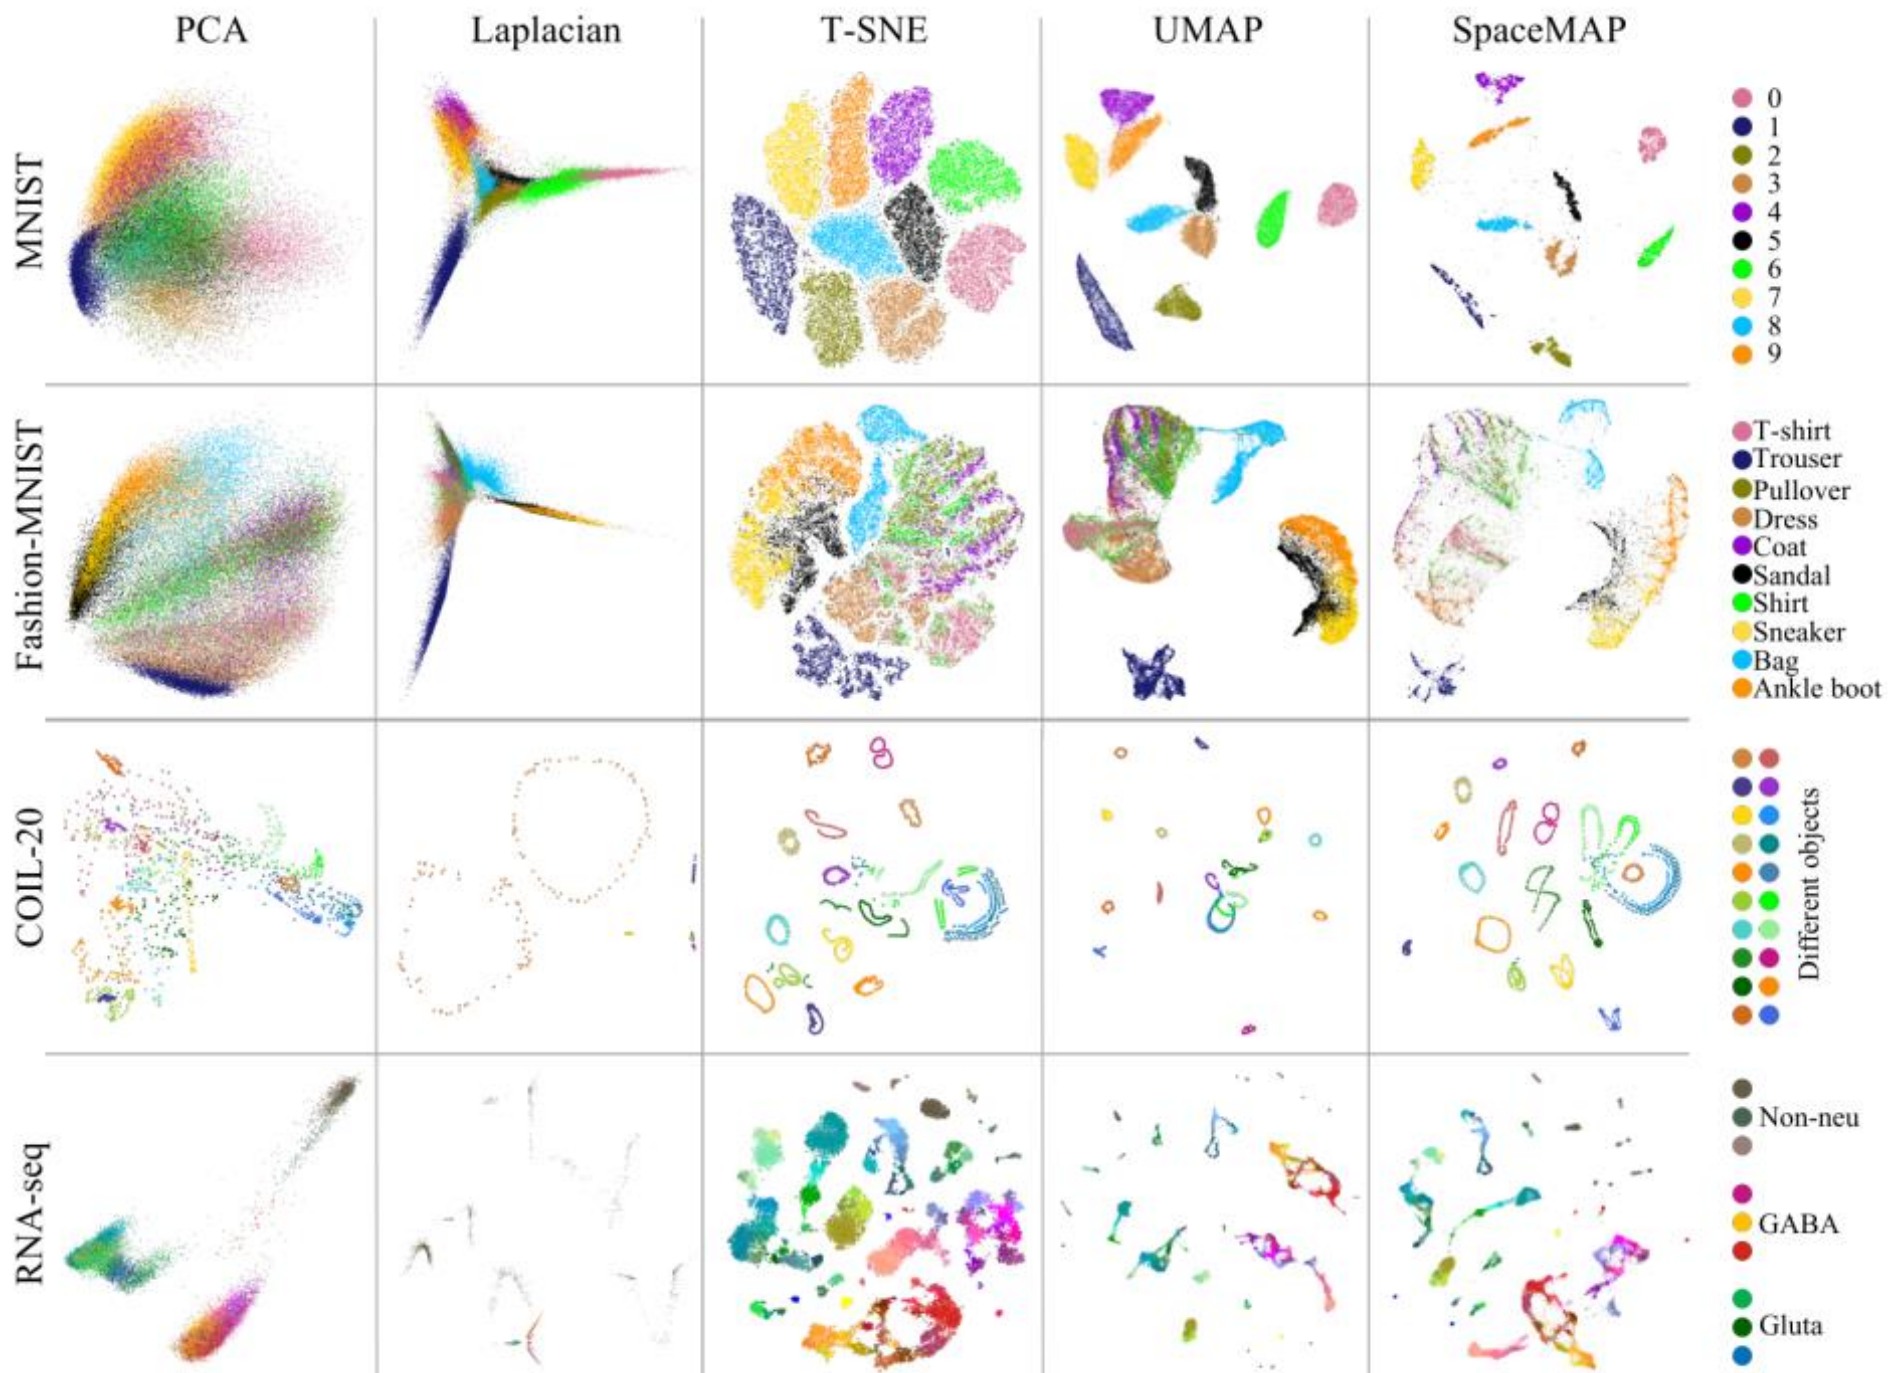 PCA
Laplacian
T-SNE
UMAP
SpaceMAP
MNIST
0
1
2
3
4
5
6
7
8
9
Fashion-MNIST
T-shirt
Trouser
Pullover
Dress
Coat
Sandal
Shirt
Sneaker
Bag
Ankle boot
COIL-20
Different objects
RNA-seq
Non-neu
GABA
Gluta